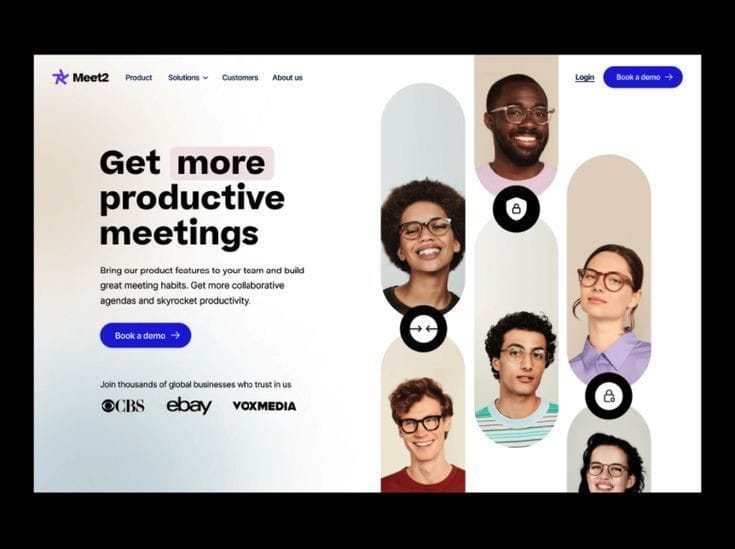 Meet2
Product
Solutions
Customers
About us
Login
Book a demo
Get more
productive
meetings
Bring our product features to your team and build
great meeting habits. Get more collaborative
agendas and skyrocket productivity.
Book a demo
Join thousands of global businesses who trust in us
CBS
ebay
VOXMEDIA